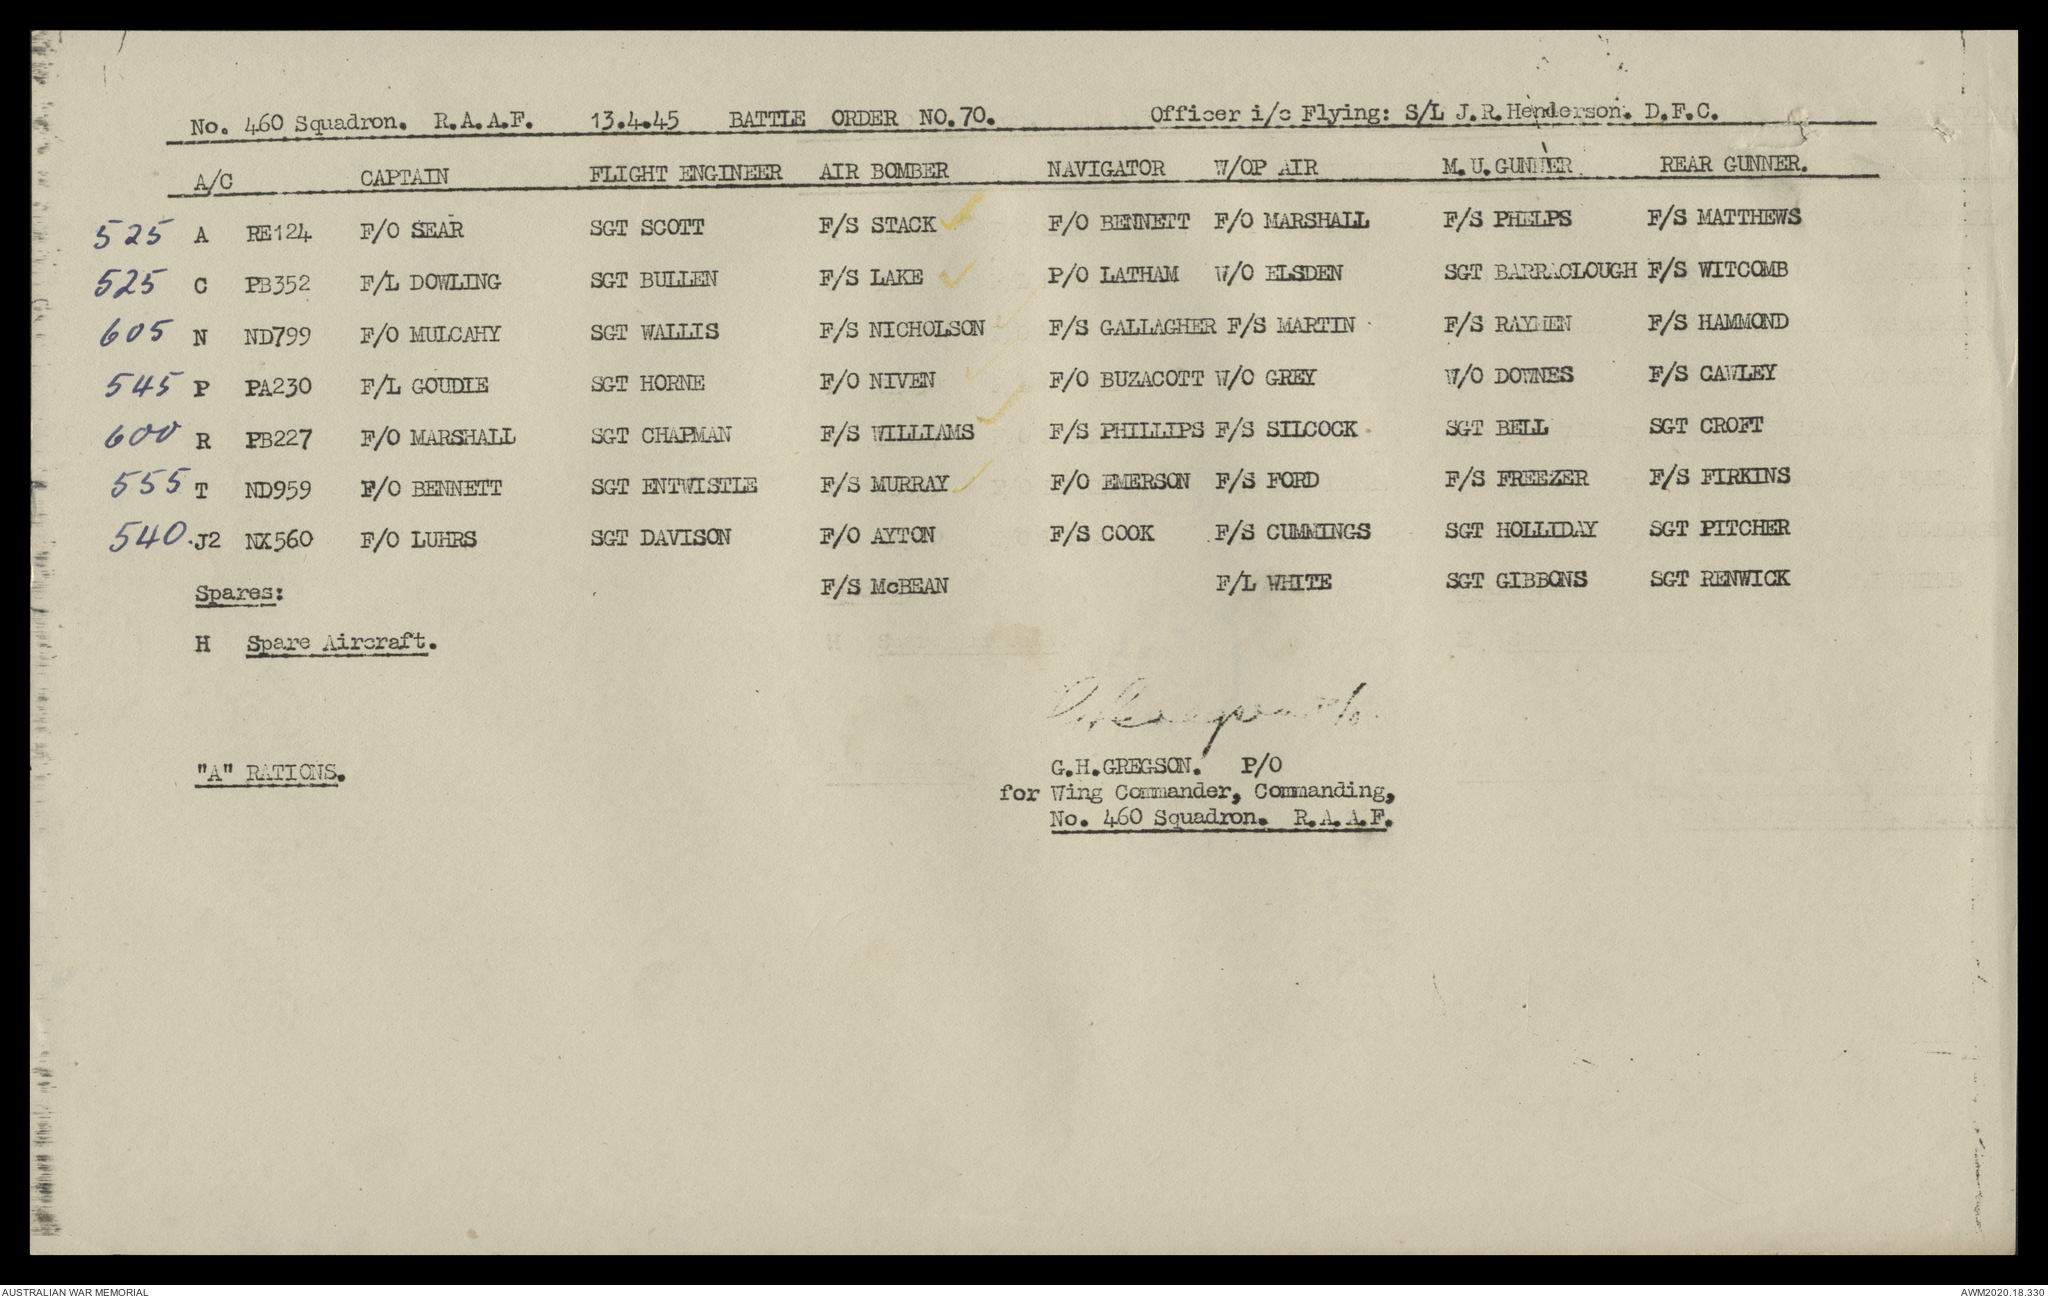 No. 460 Squadron. R.A.A.F. 13.4.45 BATTLE ORDER NO.70. Officer i/c Flying: S/L J.R.Henderson. D.F.C.
A/C CAPTAIN FLIGHT ENGINEER AIR BOMBER NAVIGATOR W/OP AIR M.U.GUNNER REAR GUNNER.
525 A RE124 F/O SEAR SGT SCOTT F/S STACK F/O BENNETT F/O MARSHALL F/S PHELPS F/S MATTHEWS
525 C PB352 F/L DOWLING SGT BULLEN F/S LAKE P/O LATHAM W/O ELSDEN SGT BARRACLOUGH F/S WITCOMB
605 N ND799 F/O MULCAHY SGT WALLIS F/S NICHOLSON F/S GALLAGHER F/S MARTIN F/S RAYMEN F/S HAMMOND
545 P PA230 F/L GOUDIE SGT HORNE F/O NIVEN F/O BUZACOTT W/O GREY W/O DOWNES F/S CAWLEY
600 R PB227 F/O MARSHALL SGT CHAPMAN F/S WILLIAMS F/S PHILLIPS F/S SILCOCK SGT BELL SGT CROFT
555 T ND959 F/O BENNETT SGT ENTWISTLE F/S MURRAY F/O EMERSON F/S FORD F/S FREEZER F/S FIRKINS
540. J2 NX560 F/O LUHRS SGT DAVISON F/O AYTON F/S COOK F/S CUMMINGS SGT HOLLIDAY SGT PITCHER
Spares: F/S McBEAN F/L WHITE SGT GIBBONS SGT RENWICK
H Spare Aircraft.
"A" RATIONS.
G.H.GREGSON. P/O
for Wing Commander, Commanding,
No. 460 Squadron. R.A.A.F.
AUSTRALIAN WAR MEMORIAL
AWM2020.18.330